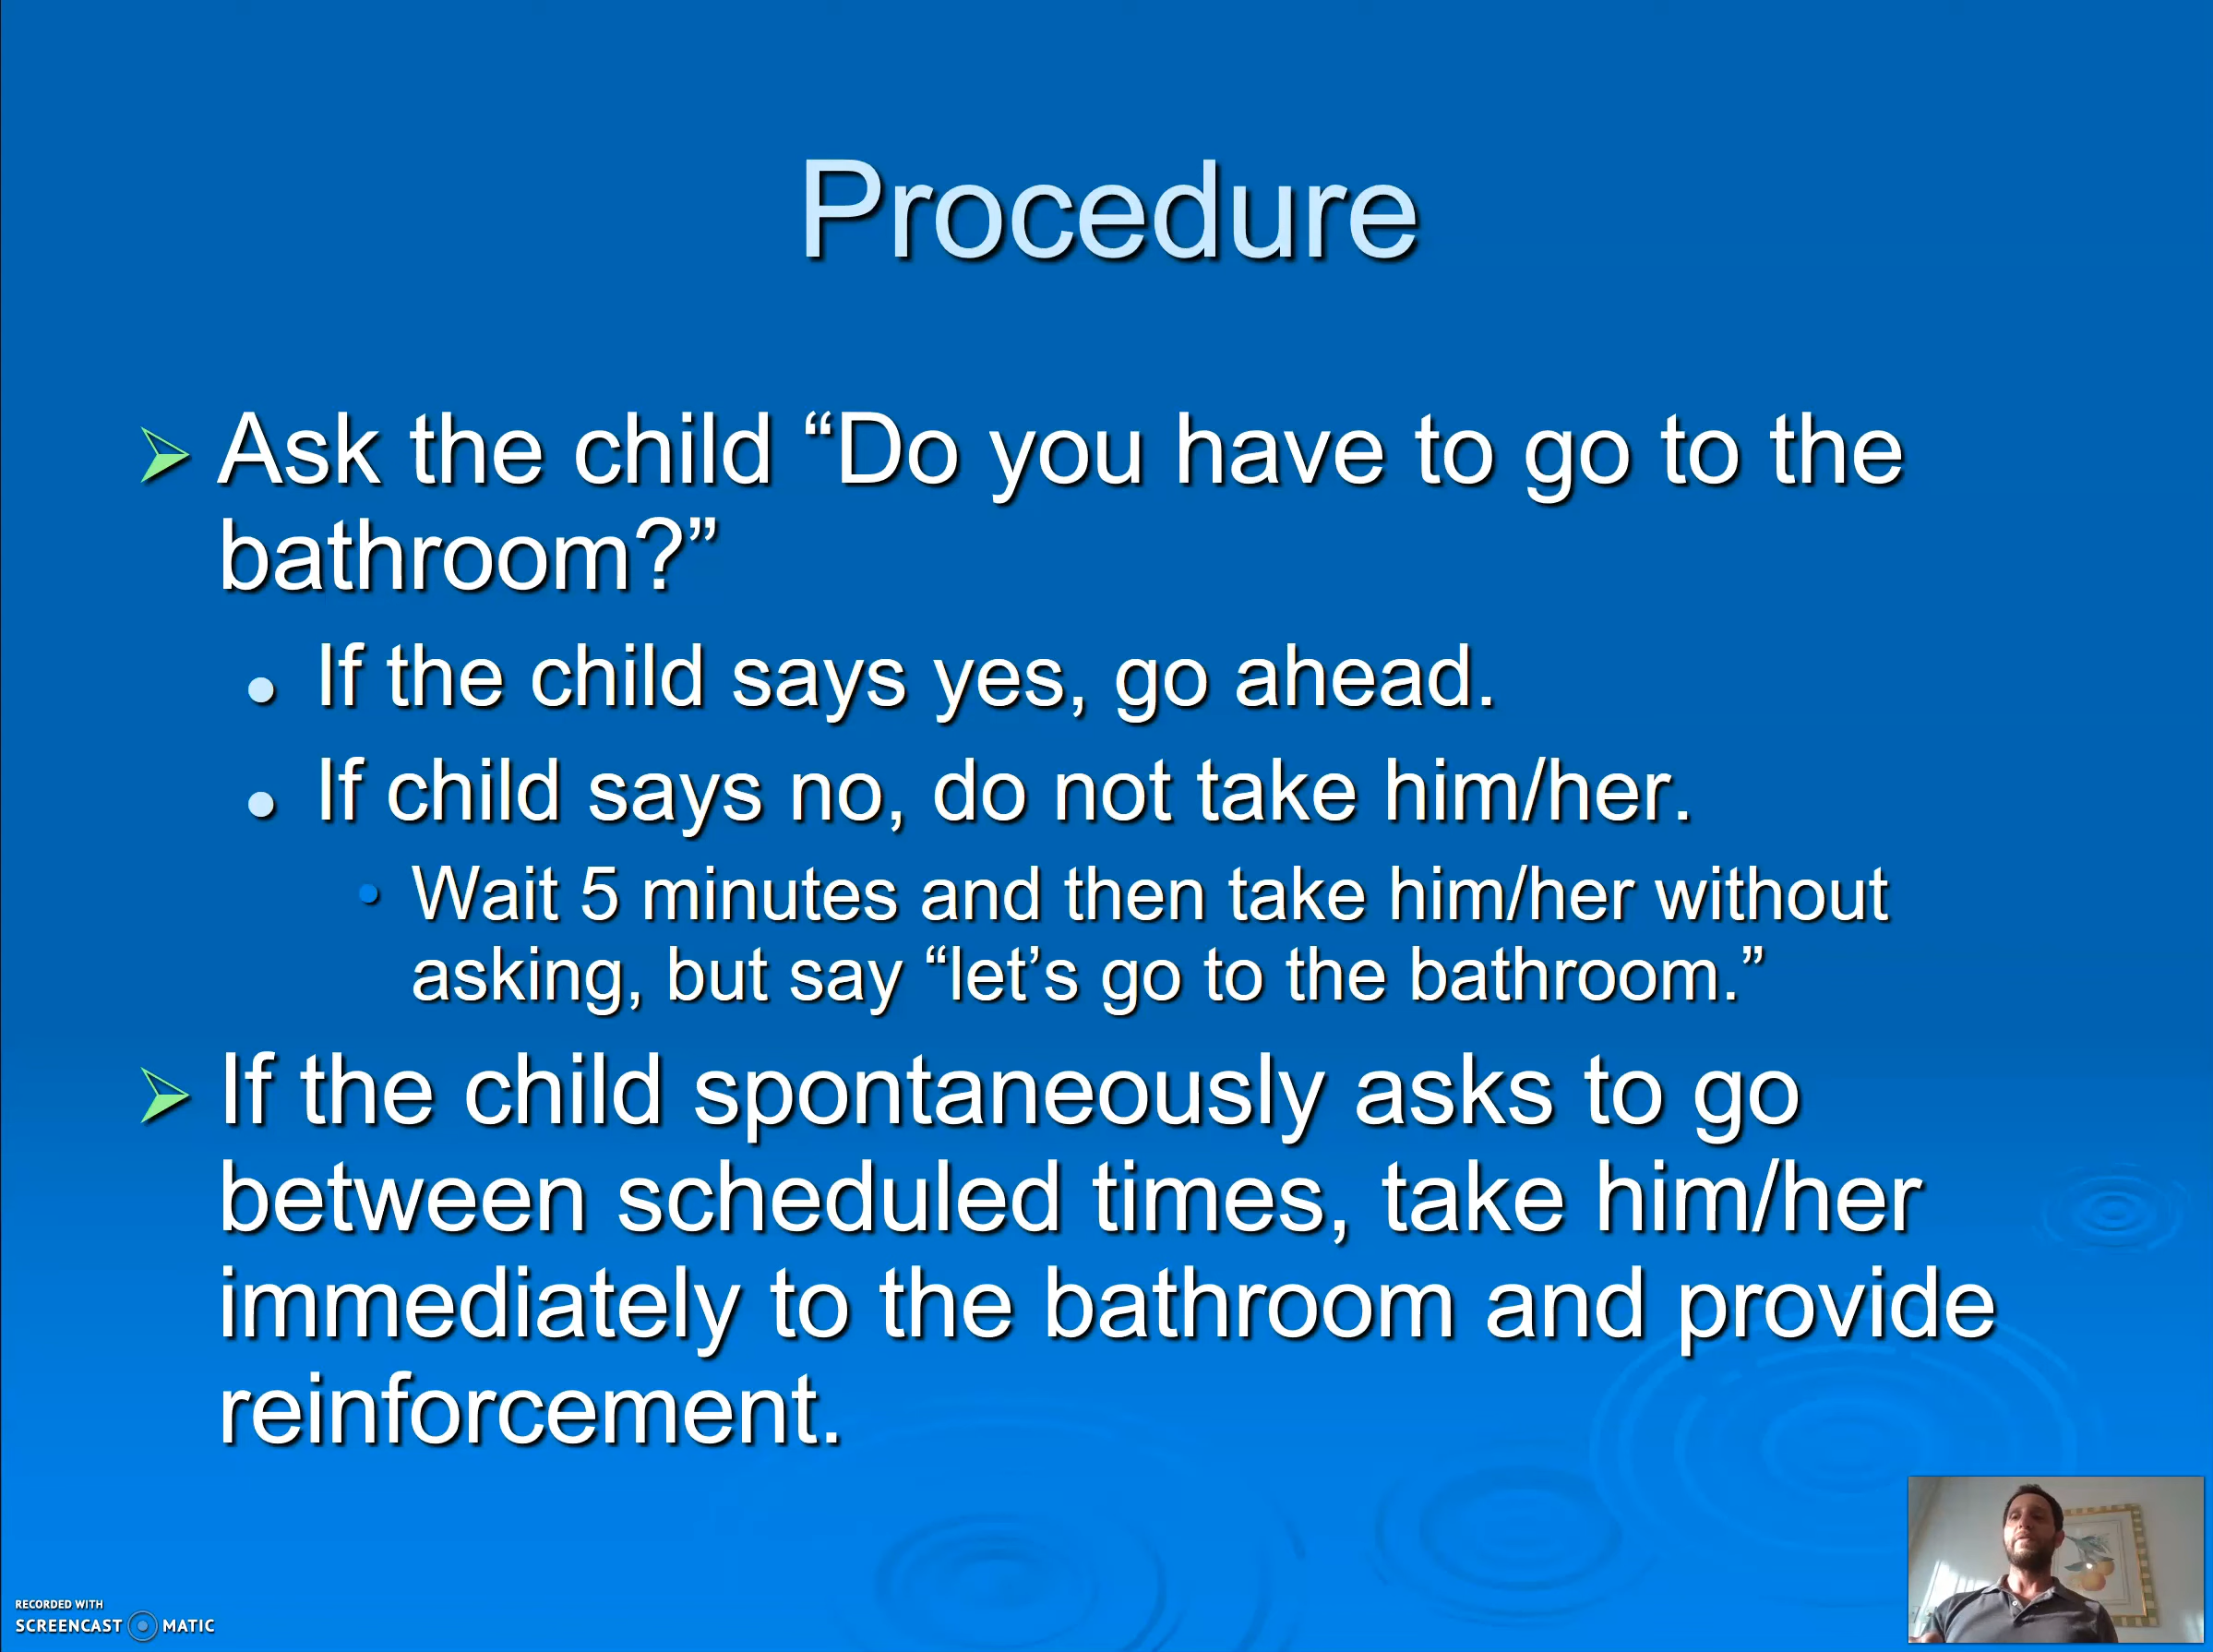 Procedure
Ask the child “Do you have to go to the
bathroom?”
If the child says yes, go ahead.
If child says no, do not take him/her.
Wait 5 minutes and then take him/her without
asking, but say “let’s go to the bathroom.”
If the child spontaneously asks to go
between scheduled times, take him/her
immediately to the bathroom and provide
reinforcement.
RECORDED WITH
SCREENCAST MATIC